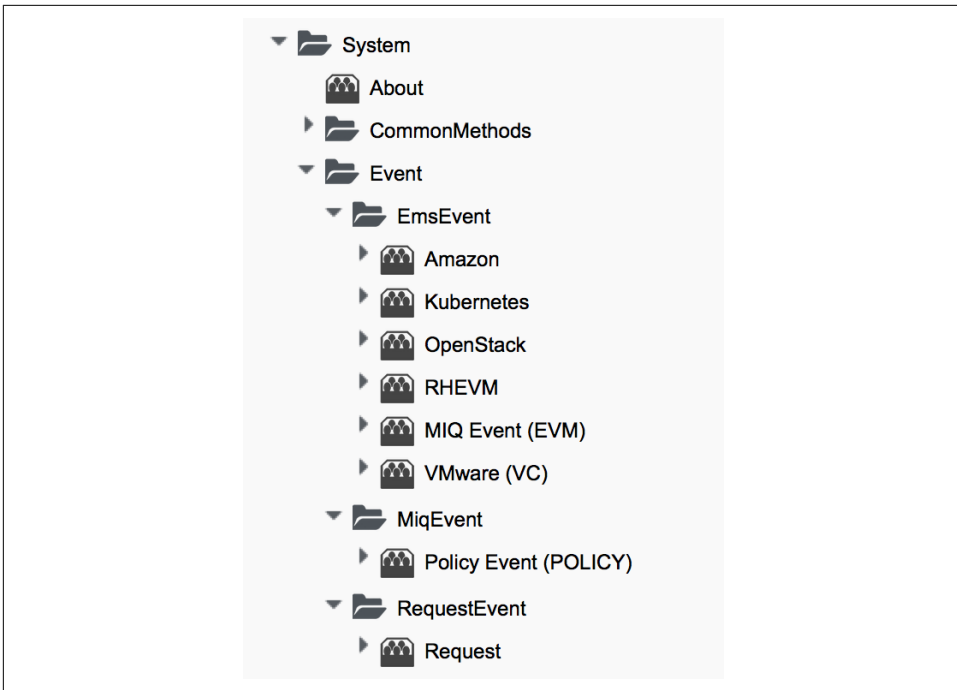 System
About
CommonMethods
Event
EmsEvent
Amazon
Kubernetes
OpenStack
RHEVM
MIQ Event (EVM)
VMware (VC)
MiqEvent
Policy Event (POLICY)
RequestEvent
Request